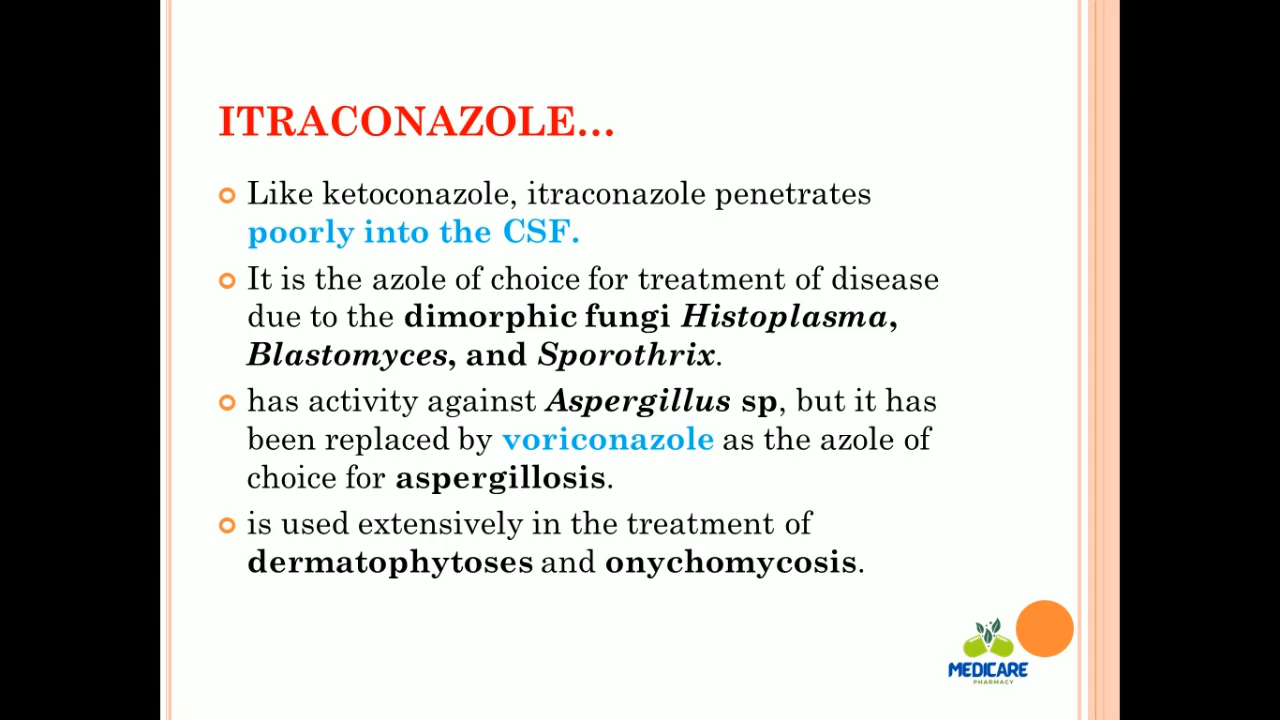 ITRACONAZOLE...
Like ketoconazole, itraconazole penetrates
poorly into the CSF.
It is the azole of choice for treatment of disease
due to the dimorphic fungi Histoplasma,
Blastomyces, and Sporothrix.
has activity against Aspergillus sp, but it has
been replaced by voriconazole as the azole of
choice for aspergillosis.
is used extensively in the treatment of
dermatophytoses and onychomycosis.
MEDICARE
PHARMACY